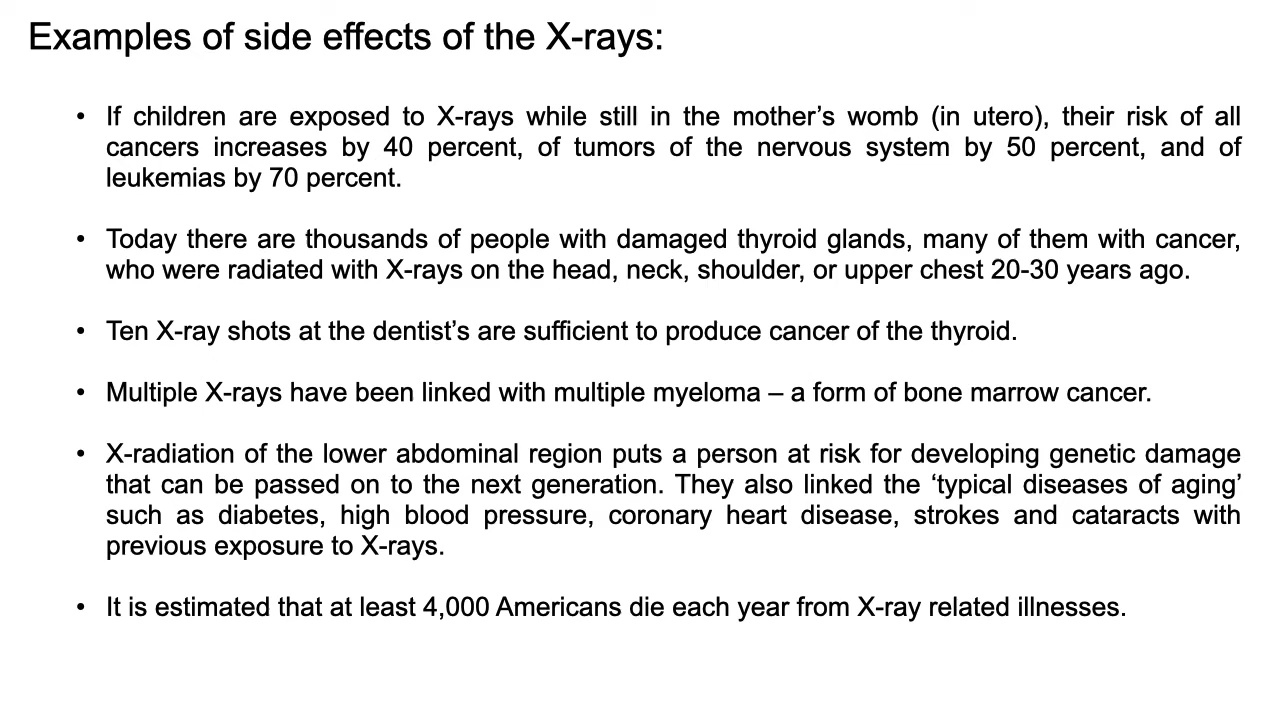 Examples of side effects of the X-rays:
• If children are exposed to X-rays while still in the mother’s womb (in utero), their risk of all
cancers increases by 40 percent, of tumors of the nervous system by 50 percent, and of
leukemias by 70 percent.
• Today there are thousands of people with damaged thyroid glands, many of them with cancer,
who were radiated with X-rays on the head, neck, shoulder, or upper chest 20-30 years ago.
• Ten X-ray shots at the dentist’s are sufficient to produce cancer of the thyroid.
• Multiple X-rays have been linked with multiple myeloma – a form of bone marrow cancer.
• X-radiation of the lower abdominal region puts a person at risk for developing genetic damage
that can be passed on to the next generation. They also linked the ‘typical diseases of aging’
such as diabetes, high blood pressure, coronary heart disease, strokes and cataracts with
previous exposure to X-rays.
• It is estimated that at least 4,000 Americans die each year from X-ray related illnesses.